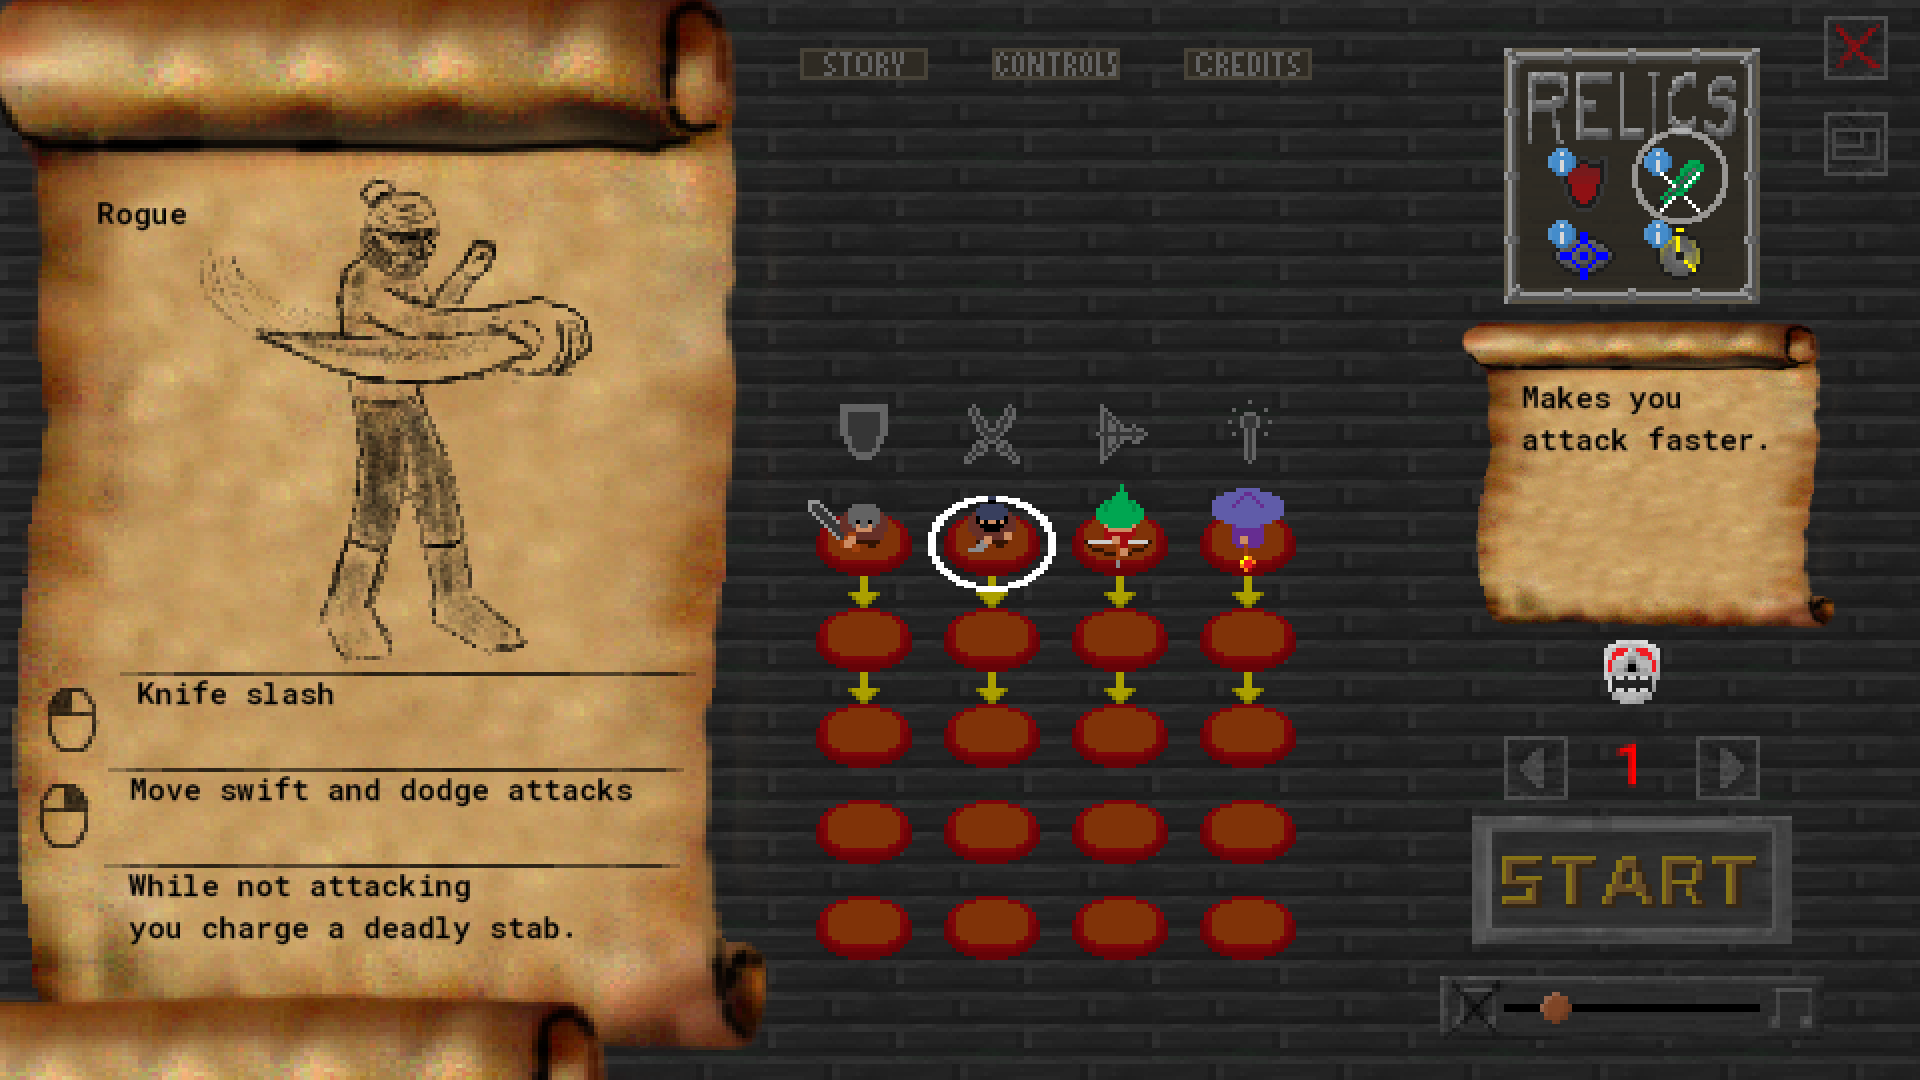 STORY
CONTROLS
CREDITS
RELICS
Rogue
Makes you
attack faster.
Knife slash
Move swift and dodge attacks
While not attacking
you charge a deadly stab.
1
START